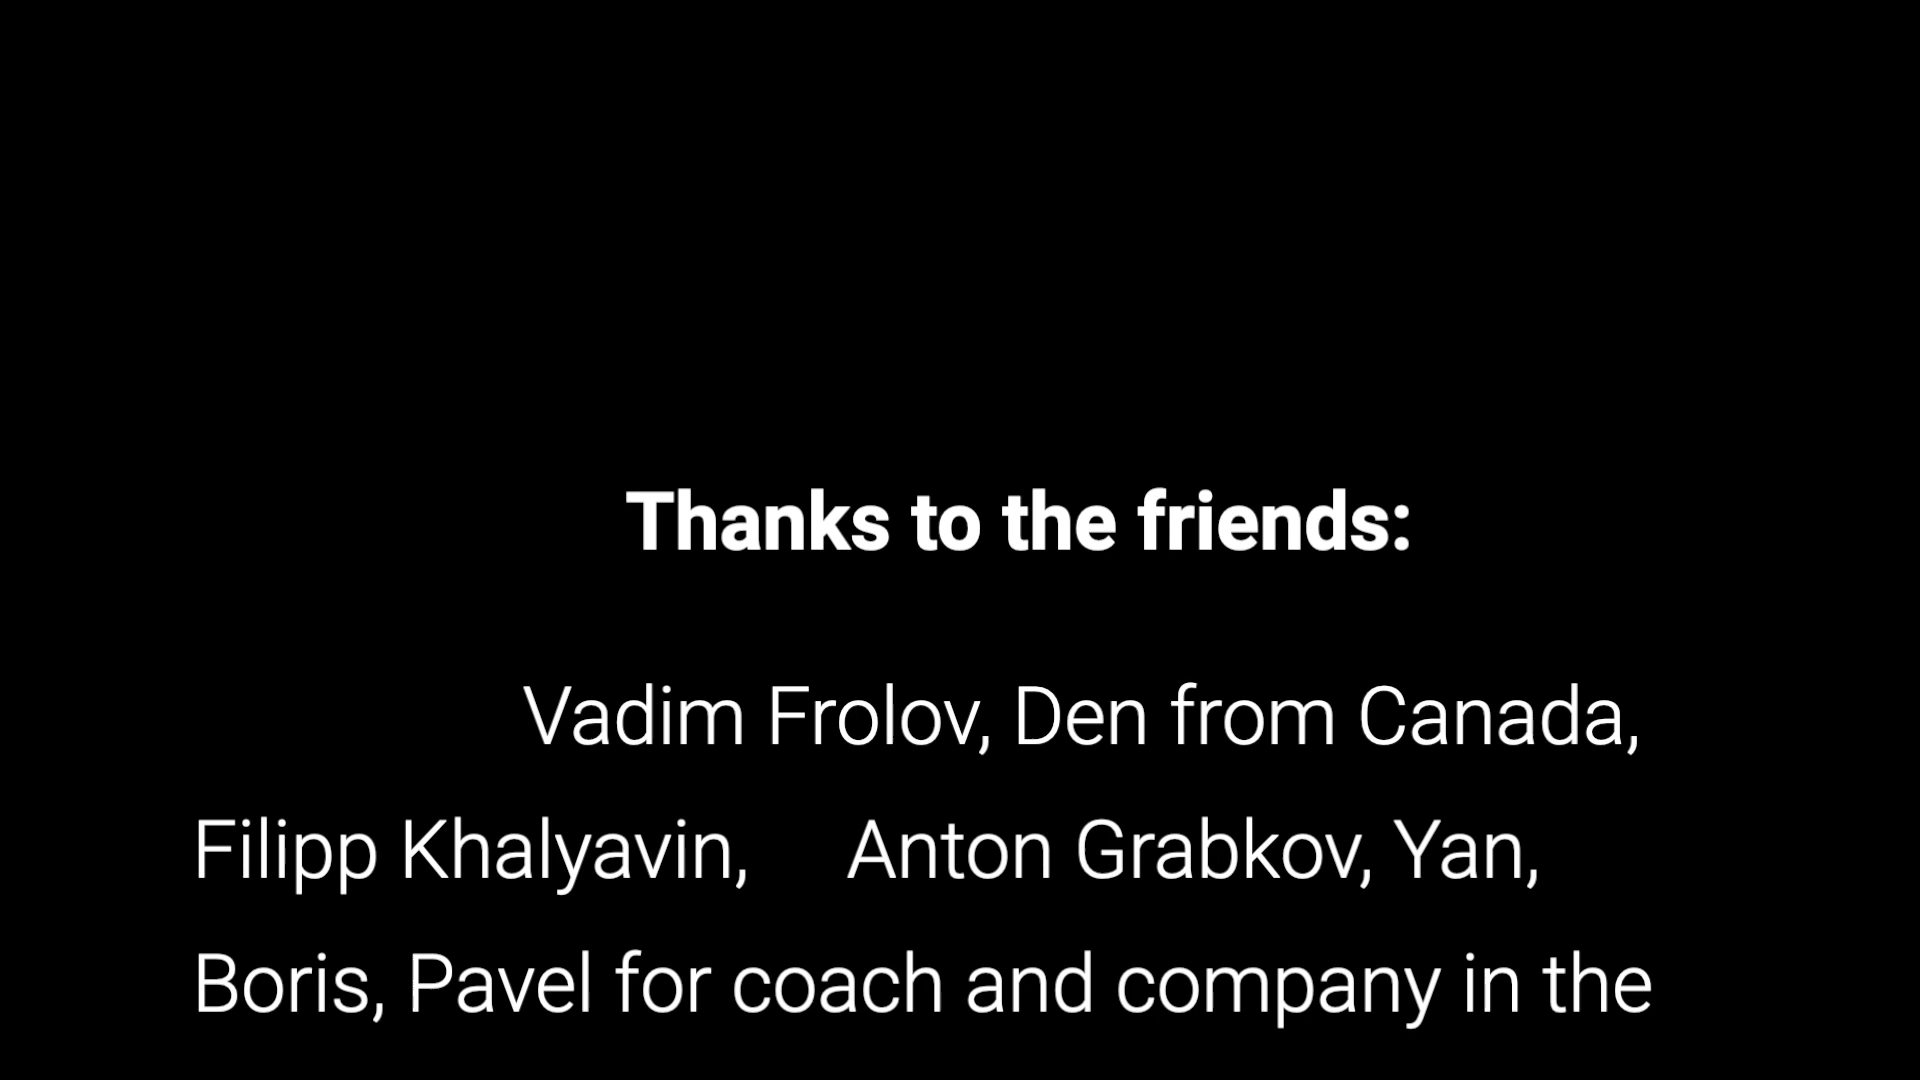 Thanks to the friends:
Vadim Frolov, Den from Canada,
Filipp Khalyavin, Anton Grabkov, Yan,
Boris, Pavel for coach and company in the